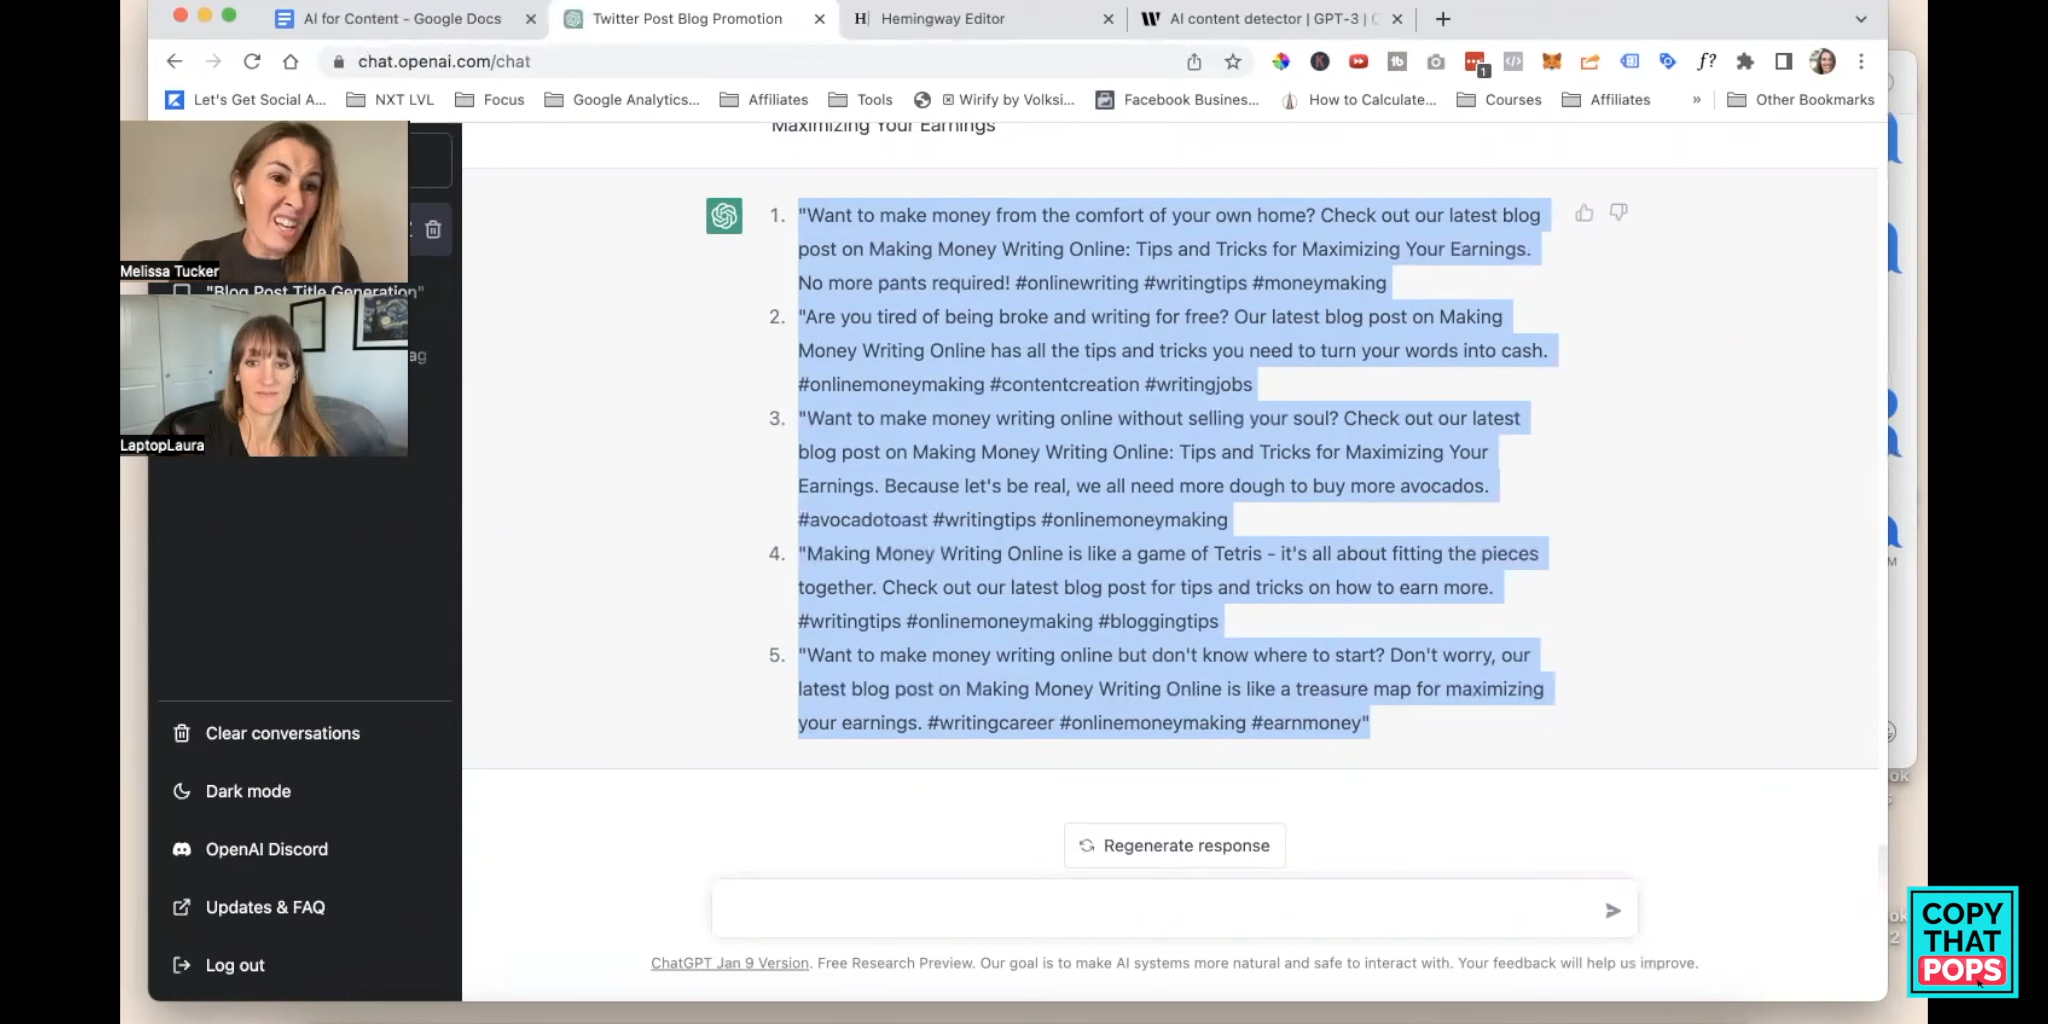 AI for Content - Google Docs
Twitter Post Blog Promotion
Hemingway Editor
AI content detector | GPT-3 |
chat.openai.com/chat
1
f?
Let's Get Social A...
NXT LVL
Focus
Google Analytics...
Affiliates
Tools
Wirify by Volksi...
Facebook Busines...
How to Calculate...
Courses
Affiliates
»
Other Bookmarks
Maximizing Your Earnings
Melissa Tucker
"Blog Post Title Generation"
LaptopLaura
1. "Want to make money from the comfort of your own home? Check out our latest blog
post on Making Money Writing Online: Tips and Tricks for Maximizing Your Earnings.
No more pants required! #onlinewriting #writingtips #moneymaking
2. "Are you tired of being broke and writing for free? Our latest blog post on Making
Money Writing Online has all the tips and tricks you need to turn your words into cash.
#onlinemoneymaking #contentcreation #writingjobs
3. "Want to make money writing online without selling your soul? Check out our latest
blog post on Making Money Writing Online: Tips and Tricks for Maximizing Your
Earnings. Because let's be real, we all need more dough to buy more avocados.
#avocadotoast #writingtips #onlinemoneymaking
4. "Making Money Writing Online is like a game of Tetris - it's all about fitting the pieces
together. Check out our latest blog post for tips and tricks on how to earn more.
#writingtips #onlinemoneymaking #bloggingtips
5. "Want to make money writing online but don't know where to start? Don't worry, our
latest blog post on Making Money Writing Online is like a treasure map for maximizing
your earnings. #writingcareer #onlinemoneymaking #earnmoney"
Clear conversations
Dark mode
OpenAI Discord
Updates & FAQ
Log out
Regenerate response
ChatGPT Jan 9 Version. Free Research Preview. Our goal is to make AI systems more natural and safe to interact with. Your feedback will help us improve.
COPY
THAT
POPS